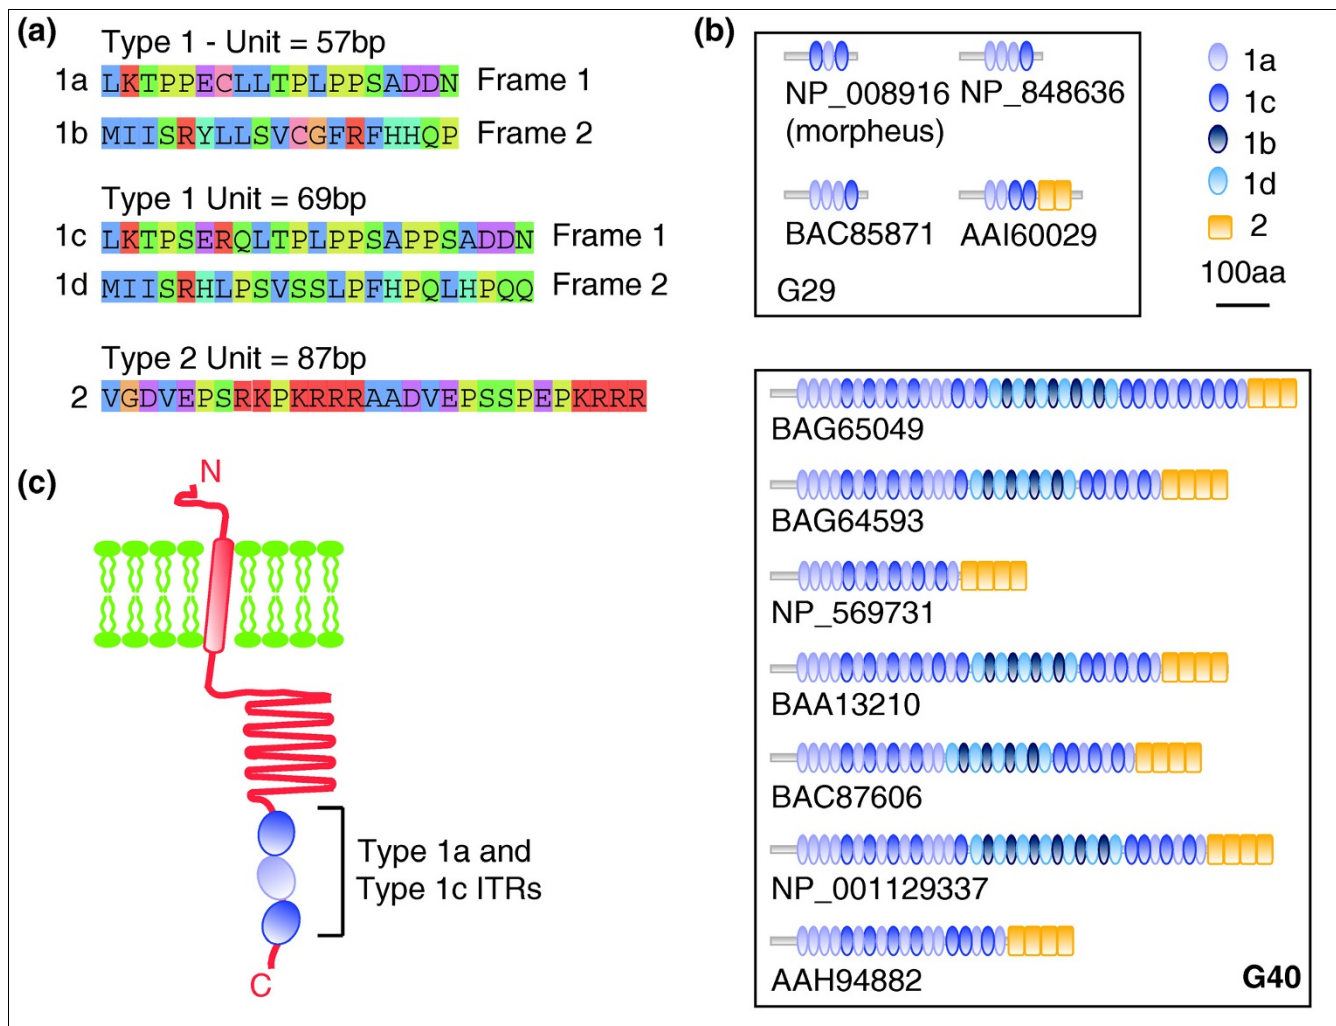 (a)
Type 1 - Unit = 57bp
1a LKTPPECLLTPLPPSADDN Frame 1
1b MIISRYLLSVCGFRFHHQP Frame 2
Type 1 Unit = 69bp
1c LKTPSERQLTPLPPSAPPSADDN Frame 1
1d MIISRHLPSVSSLPFHPQLHPQQ Frame 2
Type 2 Unit = 87bp
2 VGDVEPSRKPKRRRAADVEPSSPEPKRRR
(b)
NP_008916 NP_848636
(morpheus)
BAC85871 AAI60029
G29
1a
1c
1b
1d
2
100aa
BAG65049
BAG64593
NP_569731
BAA13210
BAC87606
NP_001129337
AAH94882
G40
(c)
N
Type 1a and
Type 1c ITRs
C